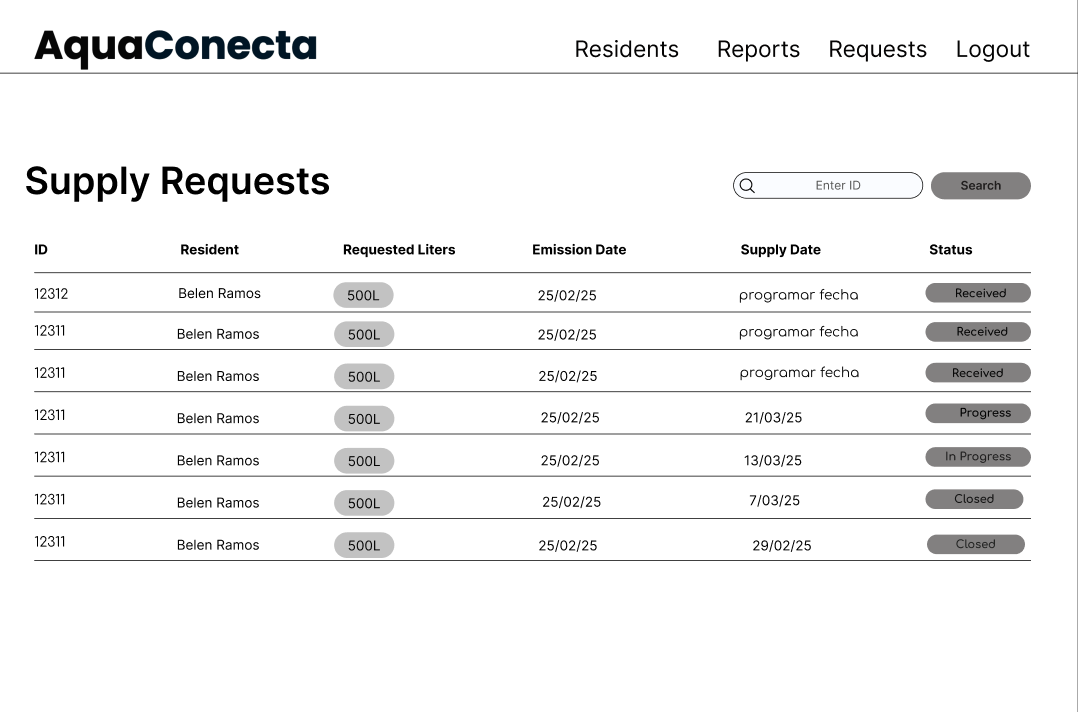 AquaConecta Residents Reports Requests Logout
Supply Requests Enter ID Search
ID Resident Requested Liters Emission Date Supply Date Status
12312 Belen Ramos 500L 25/02/25 programar fecha Received
12311 Belen Ramos 500L 25/02/25 programar fecha Received
12311 Belen Ramos 500L 25/02/25 programar fecha Received
12311 Belen Ramos 500L 25/02/25 21/03/25 Progress
12311 Belen Ramos 500L 25/02/25 13/03/25 In Progress
12311 Belen Ramos 500L 25/02/25 7/03/25 Closed
12311 Belen Ramos 500L 25/02/25 29/02/25 Closed